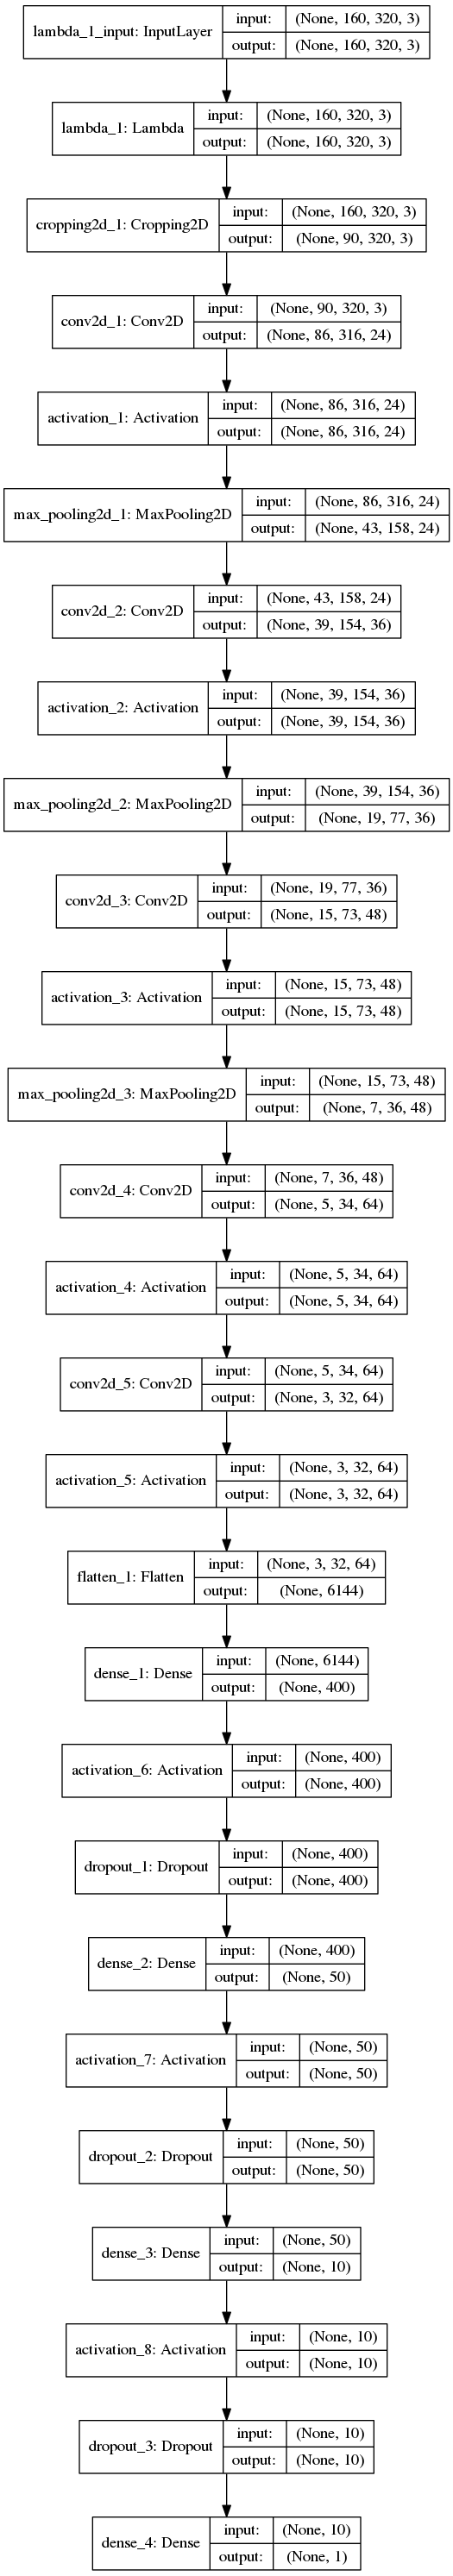 lambda_1_input: InputLayer
input: (None, 160, 320, 3)
output: (None, 160, 320, 3)
lambda_1: Lambda
input: (None, 160, 320, 3)
output: (None, 160, 320, 3)
cropping2d_1: Cropping2D
input: (None, 160, 320, 3)
output: (None, 90, 320, 3)
conv2d_1: Conv2D
input: (None, 90, 320, 3)
output: (None, 86, 316, 24)
activation_1: Activation
input: (None, 86, 316, 24)
output: (None, 86, 316, 24)
max_pooling2d_1: MaxPooling2D
input: (None, 86, 316, 24)
output: (None, 43, 158, 24)
conv2d_2: Conv2D
input: (None, 43, 158, 24)
output: (None, 39, 154, 36)
activation_2: Activation
input: (None, 39, 154, 36)
output: (None, 39, 154, 36)
max_pooling2d_2: MaxPooling2D
input: (None, 39, 154, 36)
output: (None, 19, 77, 36)
conv2d_3: Conv2D
input: (None, 19, 77, 36)
output: (None, 15, 73, 48)
activation_3: Activation
input: (None, 15, 73, 48)
output: (None, 15, 73, 48)
max_pooling2d_3: MaxPooling2D
input: (None, 15, 73, 48)
output: (None, 7, 36, 48)
conv2d_4: Conv2D
input: (None, 7, 36, 48)
output: (None, 5, 34, 64)
activation_4: Activation
input: (None, 5, 34, 64)
output: (None, 5, 34, 64)
conv2d_5: Conv2D
input: (None, 5, 34, 64)
output: (None, 3, 32, 64)
activation_5: Activation
input: (None, 3, 32, 64)
output: (None, 3, 32, 64)
flatten_1: Flatten
input: (None, 3, 32, 64)
output: (None, 6144)
dense_1: Dense
input: (None, 6144)
output: (None, 400)
activation_6: Activation
input: (None, 400)
output: (None, 400)
dropout_1: Dropout
input: (None, 400)
output: (None, 400)
dense_2: Dense
input: (None, 400)
output: (None, 50)
activation_7: Activation
input: (None, 50)
output: (None, 50)
dropout_2: Dropout
input: (None, 50)
output: (None, 50)
dense_3: Dense
input: (None, 50)
output: (None, 10)
activation_8: Activation
input: (None, 10)
output: (None, 10)
dropout_3: Dropout
input: (None, 10)
output: (None, 10)
dense_4: Dense
input: (None, 10)
output: (None, 1)